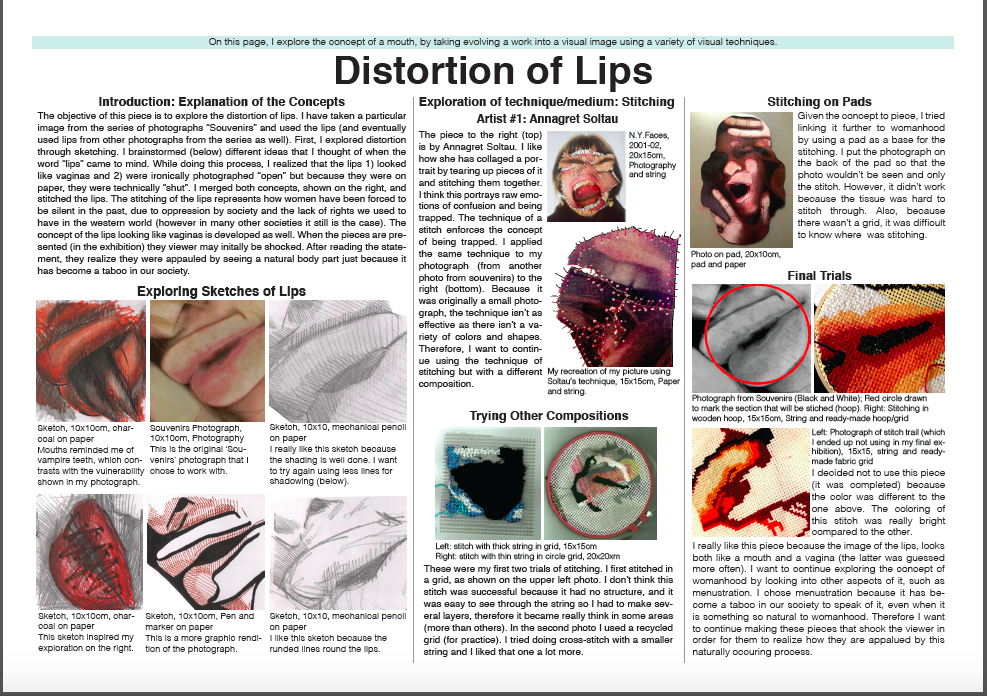 On this page, I explore the concept of a mouth, by taking evolving a work into a visual image using a variety of visual techniques.
Distortion of Lips
Introduction: Explanation of the Concepts
The objective of this piece is to explore the distortion of lips. I have taken a particular
image from the series of photographs "Souvenirs" and used the lips (and eventually
used lips from other photographs from the series as well). First, I explored distortion
through sketching. I brainstormed (below) different ideas that I thought of when the
word "lips" came to mind. While doing this process, I realized that the lips 1) looked
like vaginas and 2) were ironically photographed "open" but because they were on
paper, they were technically "shut". I merged both concepts, shown on the right, and
stitched the lips. The stitching of the lips represents how women have been forced to
be silent in the past, due to oppression by society and the lack of rights we used to
have in the western world (however in many other societies it still is the case). The
concept of the lips looking like vaginas is developed as well. When the pieces are pre-
sented (in the exhibition) they viewer may initally be shocked. After reading the state-
ment, they realize they were appauled by seeing a natural body part just because it
has become a taboo in our society.
Exploring Sketches of Lips
Sketch, 10x10cm, char-
coal on paper
Mouths reminded me of
vampire teeth, which con-
trasts with the vulnerability
shown in my photograph.
Souvenirs Photograph,
10x10cm, Photography
This is the original 'Sou-
venirs' photograph that I
chose to work with.
Sketch, 10x10, mechanical pencil
on paper
I really like this sketch because
the shading is well done. I want
to try again using less lines for
shadowing (below).
Sketch, 10x10cm, char-
coal on paper
This sketch inspired my
exploration on the right.
Sketch, 10x10cm, Pen and
marker on paper
This is a more graphic rendi-
tion of the photograph.
Sketch, 10x10, mechanical pencil
on paper
I like this sketch because the
runded lines round the lips.
Exploration of technique/medium: Stitching
Artist #1: Annagret Soltau
The piece to the right (top)
is by Annagret Soltau. I like
how she has collaged a por-
trait by tearing up pieces of it
and stitching them together.
I think this portrays raw emo-
tions of confusion and being
trapped. The technique of a
stitch enforces the concept
of being trapped. I applied
the same technique to my
photograph (from another
photo from souvenirs) to the
right (bottom). Because it
was originally a small photo-
graph, the technique isn't as
effective as there isn't a va-
riety of colors and shapes.
Therefore, I want to contin-
ue using the technique of
stitching but with a different
composition.
N.Y.Faces,
2001-02,
20x15cm,
Photography
and string
My recreation of my picture using
Soltau's technique, 15x15cm, Paper
and string.
Trying Other Compositions
Left: stitch with thick string in grid, 15x15cm
Right: stitch with thin string in circle grid, 20x20xm
These were my first two trials of stitching. I first stitched in
a grid, as shown on the upper left photo. I don't think this
stitch was successful because it had no structure, and it
was easy to see through the string so I had to make sev-
eral layers, therefore it became really think in some areas
(more than others). In the second photo I used a recycled
grid (for practice). I tried doing cross-stitch with a smaller
string and I liked that one a lot more.
Stitching on Pads
Given the concept to piece, I tried
linking it further to womanhood
by using a pad as a base for the
stitching. I put the photograph on
the back of the pad so that the
photo wouldn't be seen and only
the stitch. However, it didn't work
because the tissue was hard to
stitch through. Also, because
there wasn't a grid, it was difficult
to know where was stitching.
Photo on pad, 20x10cm,
pad and paper
Final Trials
Photograph from Souvenirs (Black and White); Red circle drawn
to mark the section that will be stiched (hoop). Right: Stitching in
wooden hoop, 15x15cm, String and ready-made hoop/grid
Left: Photograph of stitch trail (which
I ended up not using in my final ex-
hibition), 15x15, string and ready-
made fabric grid
I decided not to use this piece
(it was completed) because
the color was different to the
one above. The coloring of
this stitch was really bright
compared to the other.
I really like this piece because the image of the lips, looks
both like a mouth and a vagina (the latter was guessed
more often). I want to continue exploring the concept of
womanhood by looking into other aspects of it, such as
menustration. I chose menustration because it has be-
come a taboo in our society to speak of it, even when it
is something so natural to womanhood. Therefore I want
to continue making these pieces that shock the viewer in
order for them to realize how they are appalued by this
naturally occuring process.